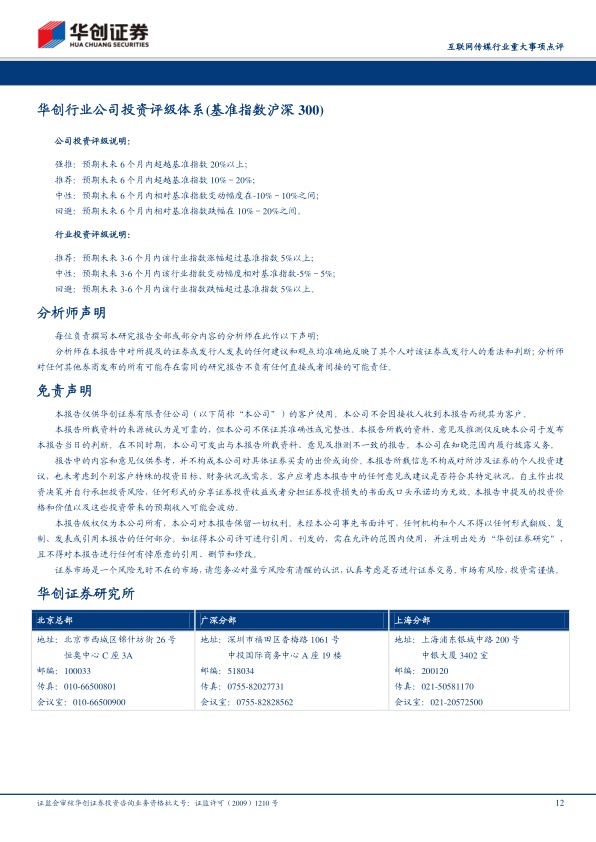 华创证券
HUA CHUANG SECURITIES
互联网传媒行业重大事项点评
华创行业公司投资评级体系(基准指数沪深 300)
公司投资评级说明：
强推：预期未来 6 个月内超越基准指数 20%以上；
推荐：预期未来 6 个月内超越基准指数 10%－20%；
中性：预期未来 6 个月内相对基准指数变动幅度在-10%－10%之间；
回避：预期未来 6 个月内相对基准指数跌幅在 10%－20%之间。
行业投资评级说明：
推荐：预期未来 3-6 个月内该行业指数涨幅超过基准指数 5%以上；
中性：预期未来 3-6 个月内该行业指数变动幅度相对基准指数-5%－5%；
回避：预期未来 3-6 个月内该行业指数跌幅超过基准指数 5%以上。
分析师声明
每位负责撰写本研究报告全部或部分内容的分析师在此作以下声明：
分析师在本报告中对所提及的证券或发行人发表的任何建议和观点均准确地反映了其个人对该证券或发行人的看法和判断；分析师
对任何其他券商发布的所有可能存在雷同的研究报告不负有任何直接或者间接的可能责任。
免责声明
本报告仅供华创证券有限责任公司（以下简称“本公司”）的客户使用。本公司不会因接收人收到本报告而视其为客户。
本报告所载资料的来源被认为是可靠的，但本公司不保证其准确性或完整性。本报告所载的资料、意见及推测仅反映本公司于发布
本报告当日的判断。在不同时期，本公司可发出与本报告所载资料、意见及推测不一致的报告。本公司在知晓范围内履行披露义务。
报告中的内容和意见仅供参考，并不构成本公司对具体证券买卖的出价或询价。本报告所载信息不构成对所涉及证券的个人投资建
议，也未考虑到个别客户特殊的投资目标、财务状况或需求。客户应考虑本报告中的任何意见或建议是否符合其特定状况，自主作出投
资决策并自行承担投资风险，任何形式的分享证券投资收益或者分担证券投资损失的书面或口头承诺均为无效。本报告中提及的投资价
格和价值以及这些投资带来的预期收入可能会波动。
本报告版权仅为本公司所有，本公司对本报告保留一切权利。未经本公司事先书面许可，任何机构和个人不得以任何形式翻版、复
制、发表或引用本报告的任何部分。如征得本公司许可进行引用、刊发的，需在允许的范围内使用，并注明出处为“华创证券研究”，
且不得对本报告进行任何有悖原意的引用、删节和修改。
证券市场是一个风险无时不在的市场，请您务必对盈亏风险有清醒的认识，认真考虑是否进行证券交易。市场有风险，投资需谨慎。
华创证券研究所
北京总部 广深分部 上海分部
地址：北京市西城区锦什坊街 26 号 地址：深圳市福田区香梅路 1061 号 地址：上海浦东银城中路 200 号
恒奥中心 C 座 3A 中投国际商务中心 A 座 19 楼 中银大厦 3402 室
邮编：100033 邮编：518034 邮编：200120
传真：010-66500801 传真：0755-82027731 传真：021-50581170
会议室：010-66500900 会议室：0755-82828562 会议室：021-20572500
证监会审核华创证券投资咨询业务资格批文号：证监许可（2009）1210 号 12